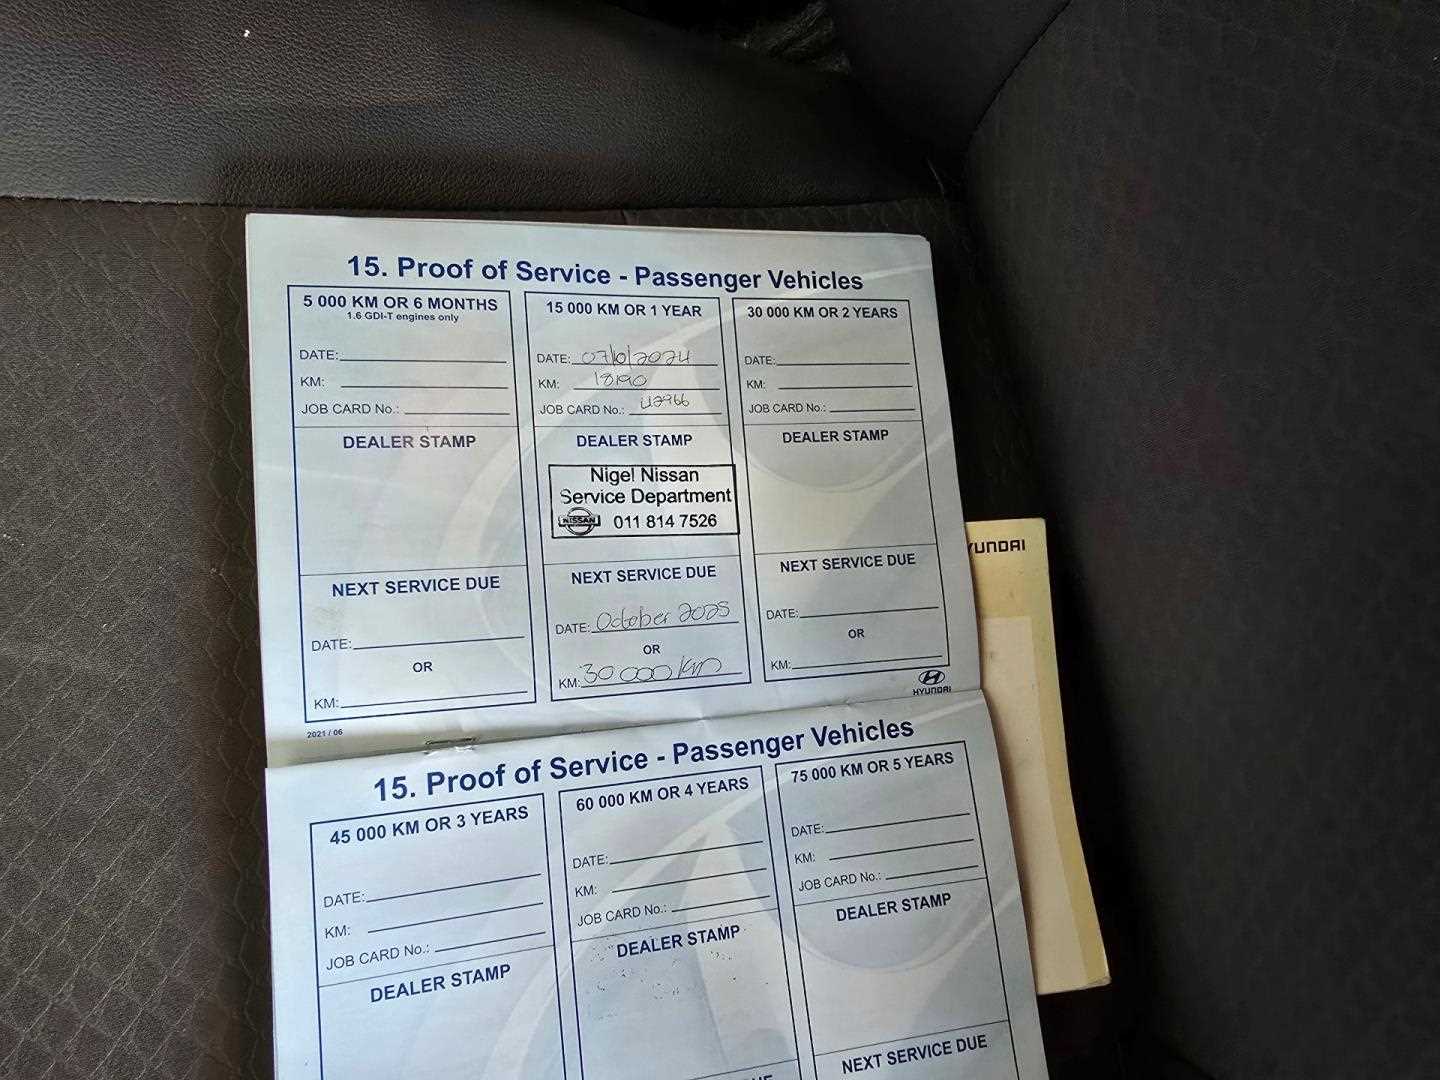 15. Proof of Service - Passenger Vehicles
5 000 KM OR 6 MONTHS
1.6 GDI-T engines only
DATE:
KM:
JOB CARD No.:
DEALER STAMP
NEXT SERVICE DUE
DATE:
OR
KM:
15 000 KM OR 1 YEAR
DATE: 07/10/2024
KM: 18190
JOB CARD No.:
DEALER STAMP
Nigel Nissan
Service Department
NISSAN 011 814 7526
NEXT SERVICE DUE
DATE: October 2025
OR
KM: 30 000 km
30 000 KM OR 2 YEARS
DATE:
KM:
JOB CARD No.:
DEALER STAMP
NEXT SERVICE DUE
DATE:
OR
KM:
HYUNDAI
2021 / 06
15. Proof of Service - Passenger Vehicles
45 000 KM OR 3 YEARS
DATE:
KM:
JOB CARD No.:
DEALER STAMP
60 000 KM OR 4 YEARS
DATE:
KM:
JOB CARD No.:
DEALER STAMP
75 000 KM OR 5 YEARS
DATE:
KM:
JOB CARD No.:
DEALER STAMP
NEXT SERVICE DUE
YUNDAI